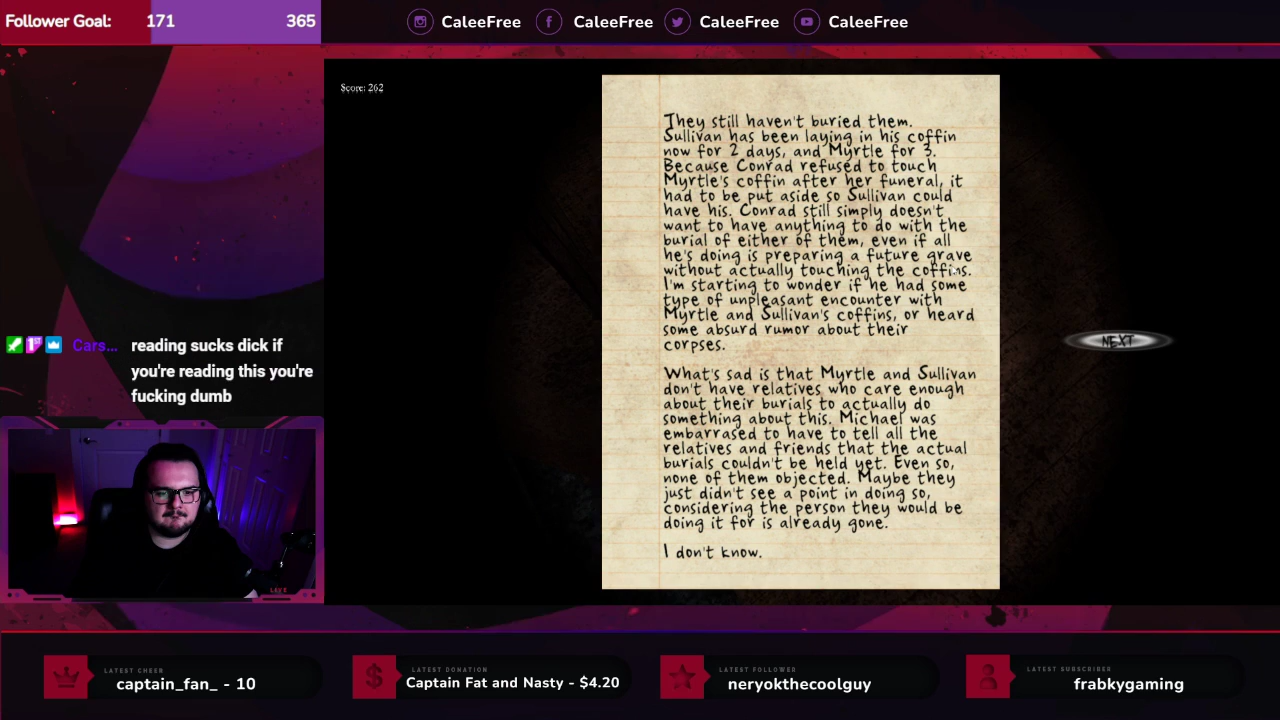 Follower Goal: 171 365
CaleeFree CaleeFree CaleeFree CaleeFree
Score: 262
They still haven't buried them.
Sullivan has been laying in his coffin
now for 2 days, and Myrtle for 3.
Because Conrad refused to touch
Myrtle's coffin after her funeral, it
had to be put aside so Sullivan could
have his. Conrad still simply doesn't
want to have anything to do with the
burial of either of them, even if all
he's doing is preparing a future grave
without actually touching the coffins.
I'm starting to wonder if he had some
type of unpleasant encounter with
Myrtle and Sullivan's coffins, or heard
some absurd rumor about their
corpses.
What's sad is that Myrtle and Sullivan
don't have relatives who care enough
about their burials to actually do
something about this. Michael was
embarrased to have to tell all the
relatives and friends that the actual
burials couldn't be held yet. Even so,
none of them objected. Maybe they
just didn't see a point in doing so,
considering the person they would be
doing it for is already gone.
I don't know.
NEXT
Cars... reading sucks dick if
you're reading this you're
fucking dumb
LIVE
LATEST CHEER
captain_fan_ - 10
LATEST DONATION
Captain Fat and Nasty - $4.20
LATEST FOLLOWER
neryokthecoolguy
LATEST SUBSCRIBER
frabkygaming